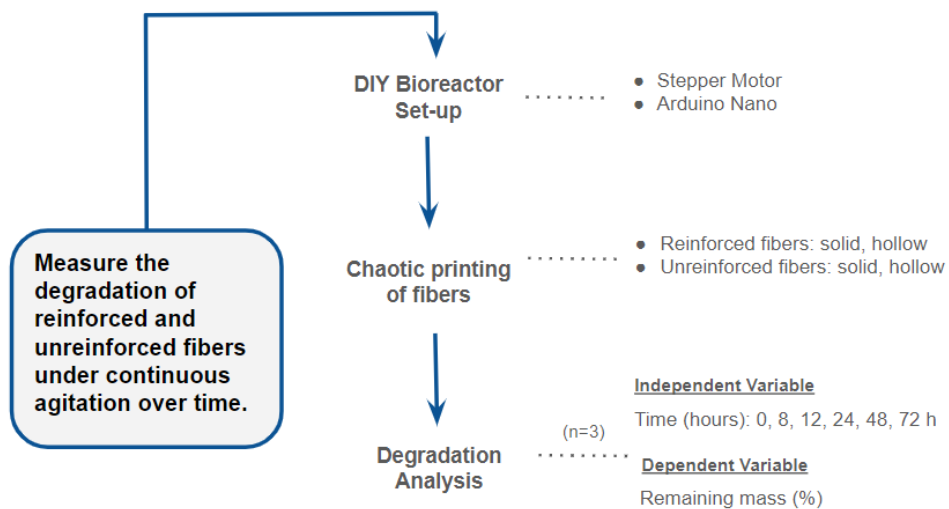 DIY Bioreactor
Set-up
● Stepper Motor
● Arduino Nano
Measure the
degradation of
reinforced and
unreinforced fibers
under continuous
agitation over time.
Chaotic printing
of fibers
● Reinforced fibers: solid, hollow
● Unreinforced fibers: solid, hollow
Degradation
Analysis
(n=3)
Independent Variable
Time (hours): 0, 8, 12, 24, 48, 72 h
Dependent Variable
Remaining mass (%)